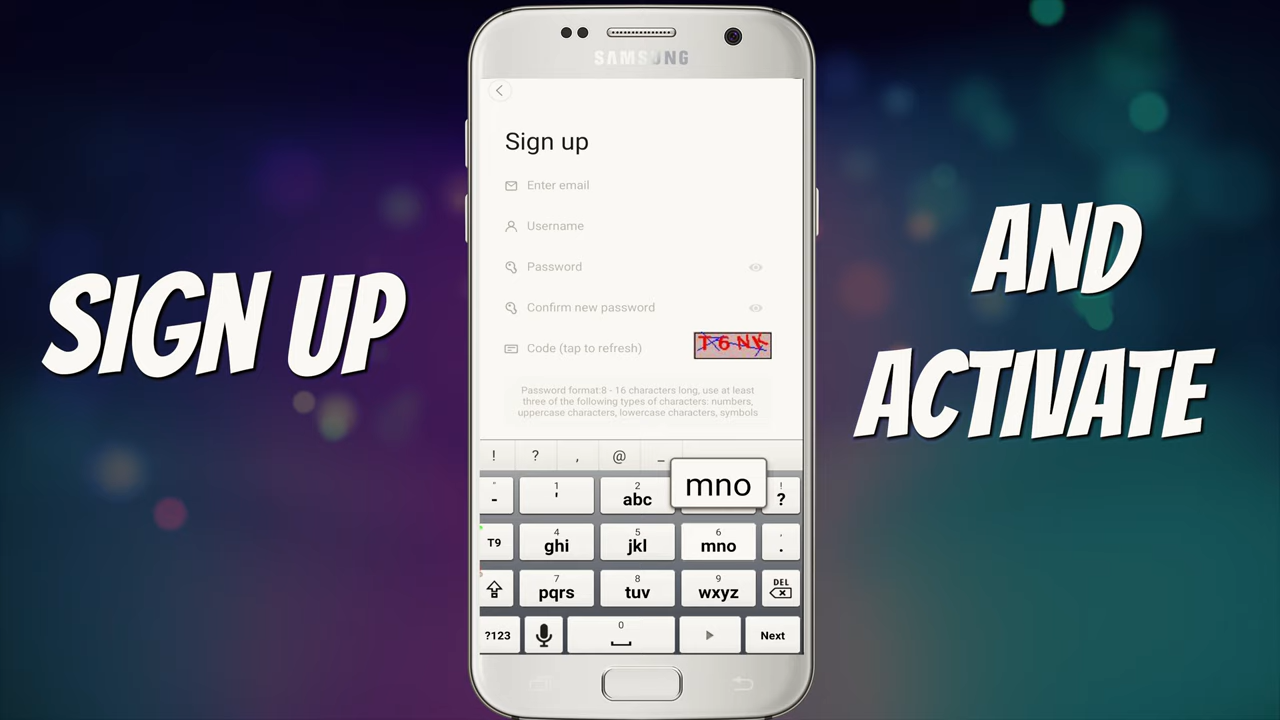 SAMSUNG
Sign up
Enter email
Username
Password
Confirm new password
Code (tap to refresh)
T6NK
Password format:8 - 16 characters long, use at least
three of the following types of characters: numbers,
uppercase characters, lowercase characters, symbols
SIGN UP
AND
ACTIVATE
! ? , @ _
mno
" - 1 ' 2 abc ! ?
T9 4 ghi 5 jkl 6 mno , .
7 pqrs 8 tuv 9 wxyz DEL
?123 0 Next